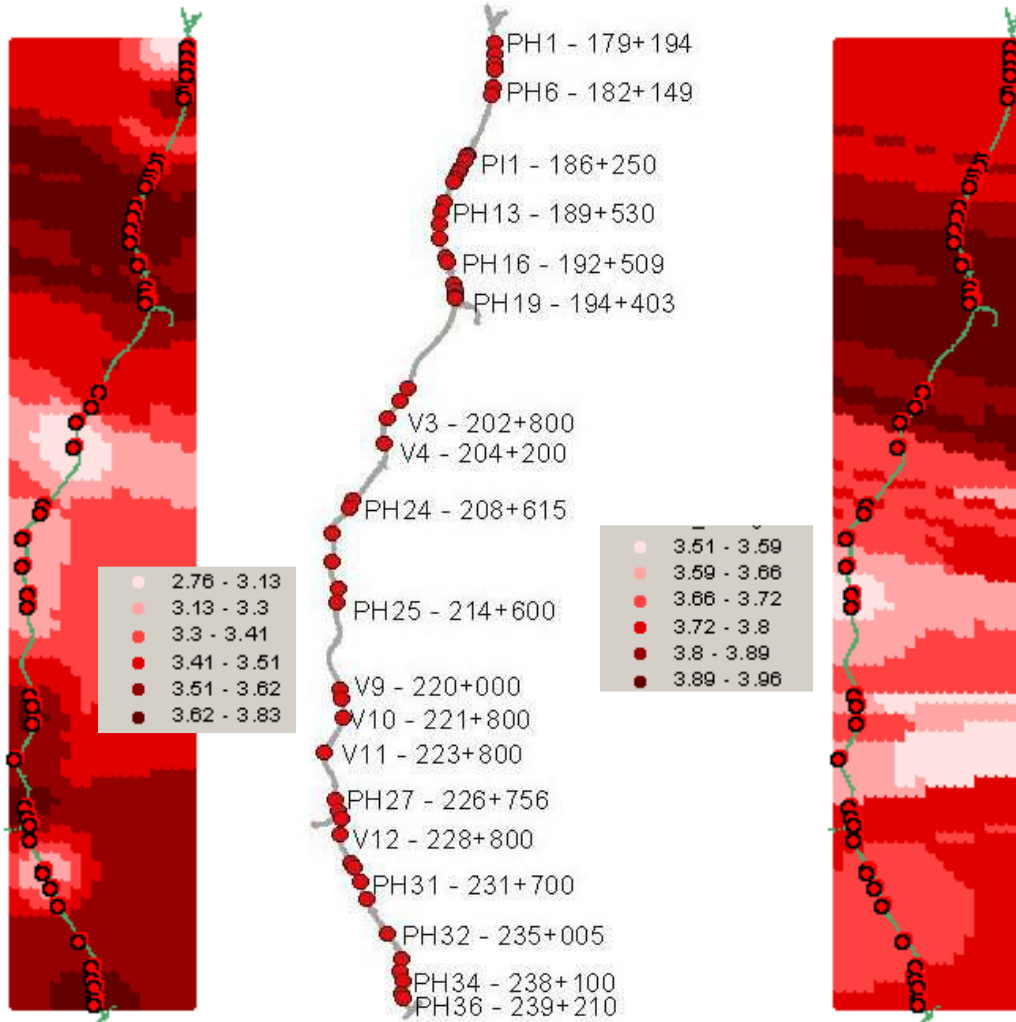 PH1 - 179+194
PH6 - 182+149
PI1 - 186+250
PH13 - 189+530
PH16 - 192+509
PH19 - 194+403
V3 - 202+800
V4 - 204+200
PH24 - 208+615
PH25 - 214+600
V9 - 220+000
V10 - 221+800
V11 - 223+800
PH27 - 226+756
V12 - 228+800
PH31 - 231+700
PH32 - 235+005
PH34 - 238+100
PH36 - 239+210
2.76 - 3.13
3.13 - 3.3
3.3 - 3.41
3.41 - 3.51
3.51 - 3.62
3.62 - 3.83
3.51 - 3.59
3.59 - 3.66
3.66 - 3.72
3.72 - 3.8
3.8 - 3.89
3.89 - 3.96